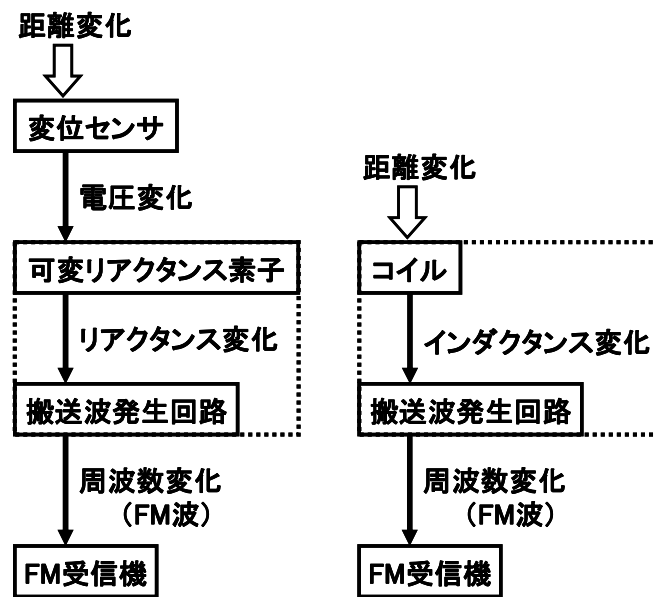 距離変化
変位センサ
電圧変化
可変リアクタンス素子
リアクタンス変化
搬送波発生回路
周波数変化
（FM波）
FM受信機
距離変化
コイル
インダクタンス変化
搬送波発生回路
周波数変化
（FM波）
FM受信機